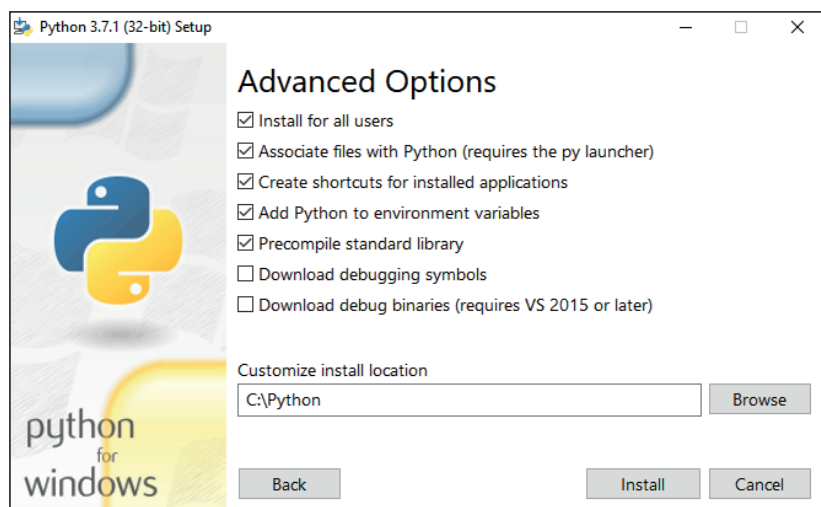 Python 3.7.1 (32-bit) Setup
Advanced Options
Install for all users
Associate files with Python (requires the py launcher)
Create shortcuts for installed applications
Add Python to environment variables
Precompile standard library
Download debugging symbols
Download debug binaries (requires VS 2015 or later)
Customize install location
C:\Python
Browse
python
for
windows
Back
Install
Cancel